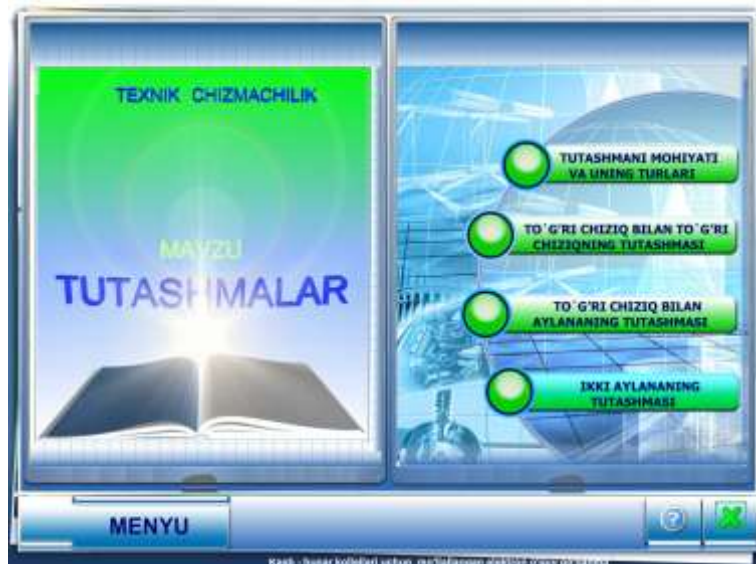 TEXNIK CHIZMACHILIK
MAVZU
TUTASHMALAR
TUTASHMANI MOHIYATI
VA UNING TURLARI
TO`G'RI CHIZIQ BILAN TO`G'RI
CHIZIQNING TUTASHMASI
TO`G'RI CHIZIQ BILAN
AYLANANING TUTASHMASI
IKKI AYLANANING
TUTASHMASI
MENYU
?